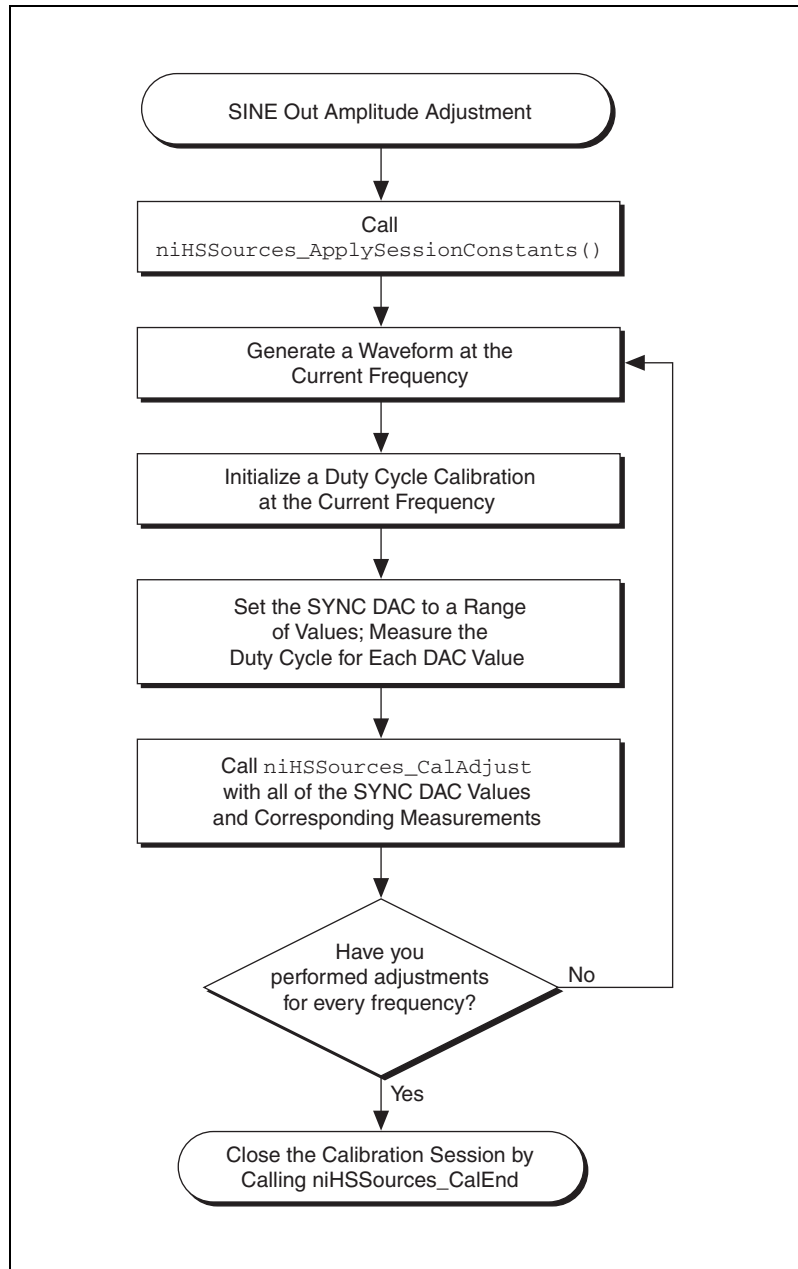 SINE Out Amplitude Adjustment
Call
niHSSources_ApplySessionConstants()
Generate a Waveform at the
Current Frequency
Initialize a Duty Cycle Calibration
at the Current Frequency
Set the SYNC DAC to a Range
of Values; Measure the
Duty Cycle for Each DAC Value
Call niHSSources_CalAdjust
with all of the SYNC DAC Values
and Corresponding Measurements
Have you
performed adjustments
for every frequency?
No
Yes
Close the Calibration Session by
Calling niHSSources_CalEnd